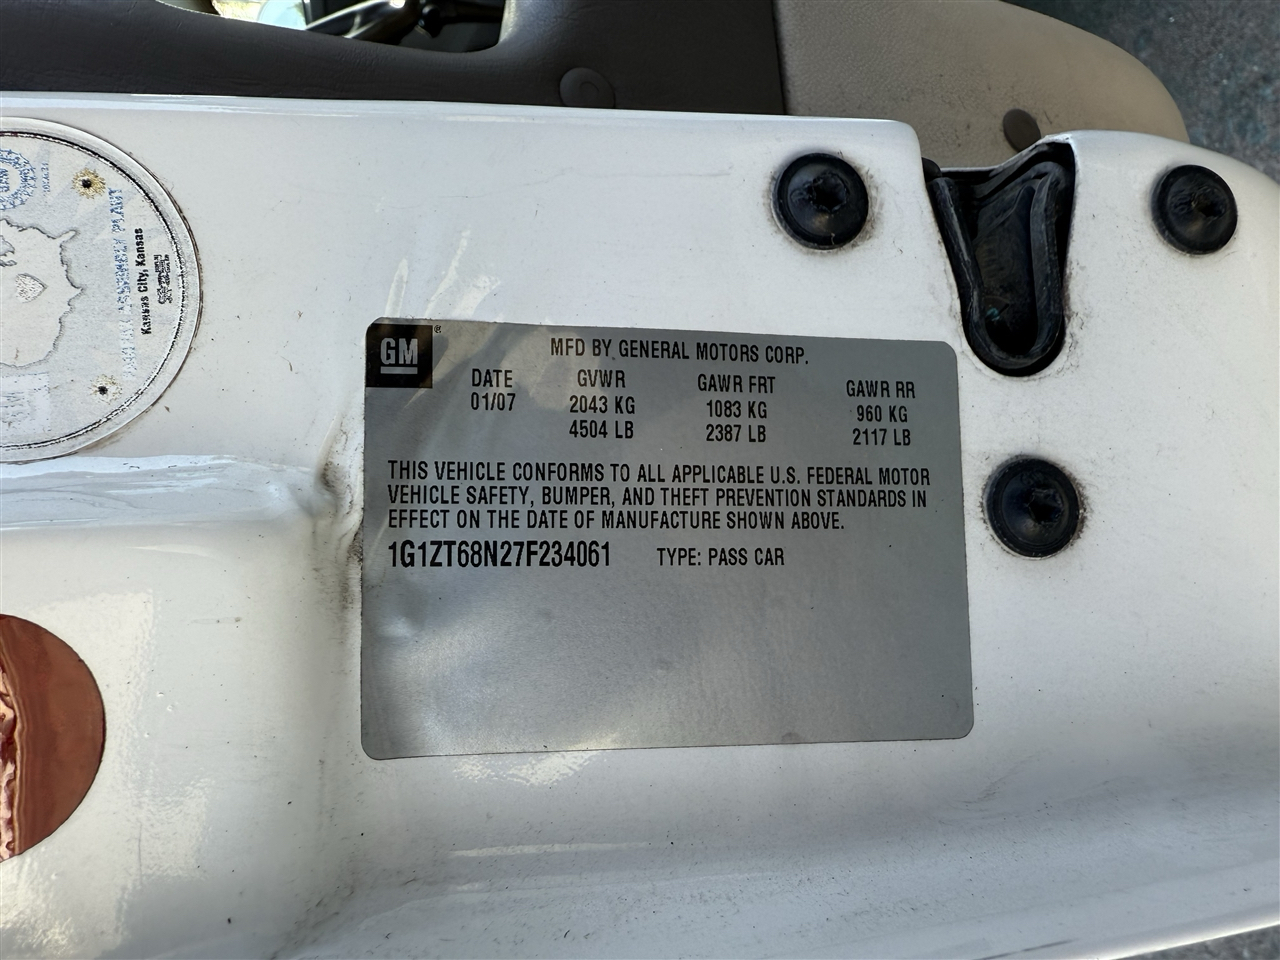 GM
MFD BY GENERAL MOTORS CORP.
DATE GVWR GAWR FRT GAWR RR
01/07 2043 KG 1083 KG 960 KG
4504 LB 2387 LB 2117 LB
THIS VEHICLE CONFORMS TO ALL APPLICABLE U.S. FEDERAL MOTOR
VEHICLE SAFETY, BUMPER, AND THEFT PREVENTION STANDARDS IN
EFFECT ON THE DATE OF MANUFACTURE SHOWN ABOVE.
1G1ZT68N27F234061 TYPE: PASS CAR
ASSEMBLY PLANT
Kansas City, Kansas